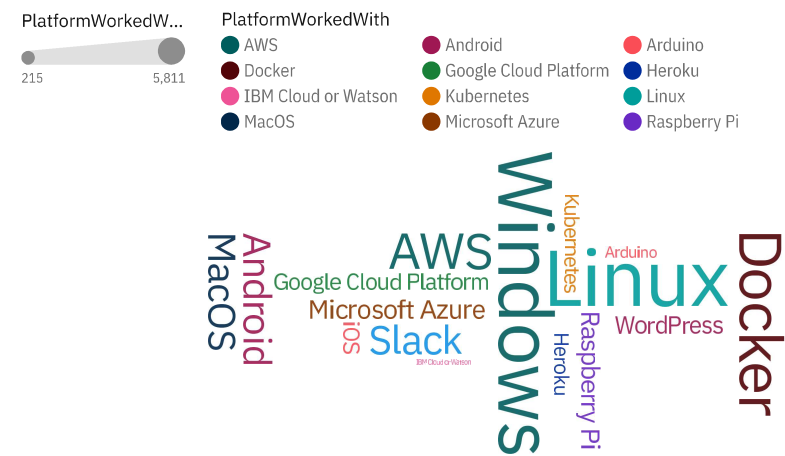 PlatformWorkedW...
215 5,811
PlatformWorkedWith
AWS Android Arduino
Docker Google Cloud Platform Heroku
IBM Cloud or Watson Kubernetes Linux
MacOS Microsoft Azure Raspberry Pi
MacOS
Android
AWS
Google Cloud Platform
Microsoft Azure
iOS
Slack
IBM Cloud or Watson
Windows
Kubernetes
Linux
Arduino
Heroku
Raspberry Pi
WordPress
Docker